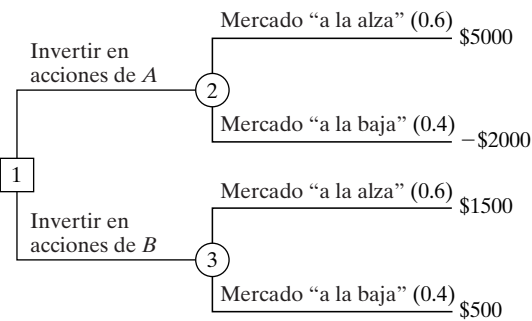 Mercado “a la alza” (0.6)
$5000
Invertir en
acciones de A
2
Mercado “a la baja” (0.4)
−$2000
1
Mercado “a la alza” (0.6)
$1500
Invertir en
acciones de B
3
Mercado “a la baja” (0.4)
$500